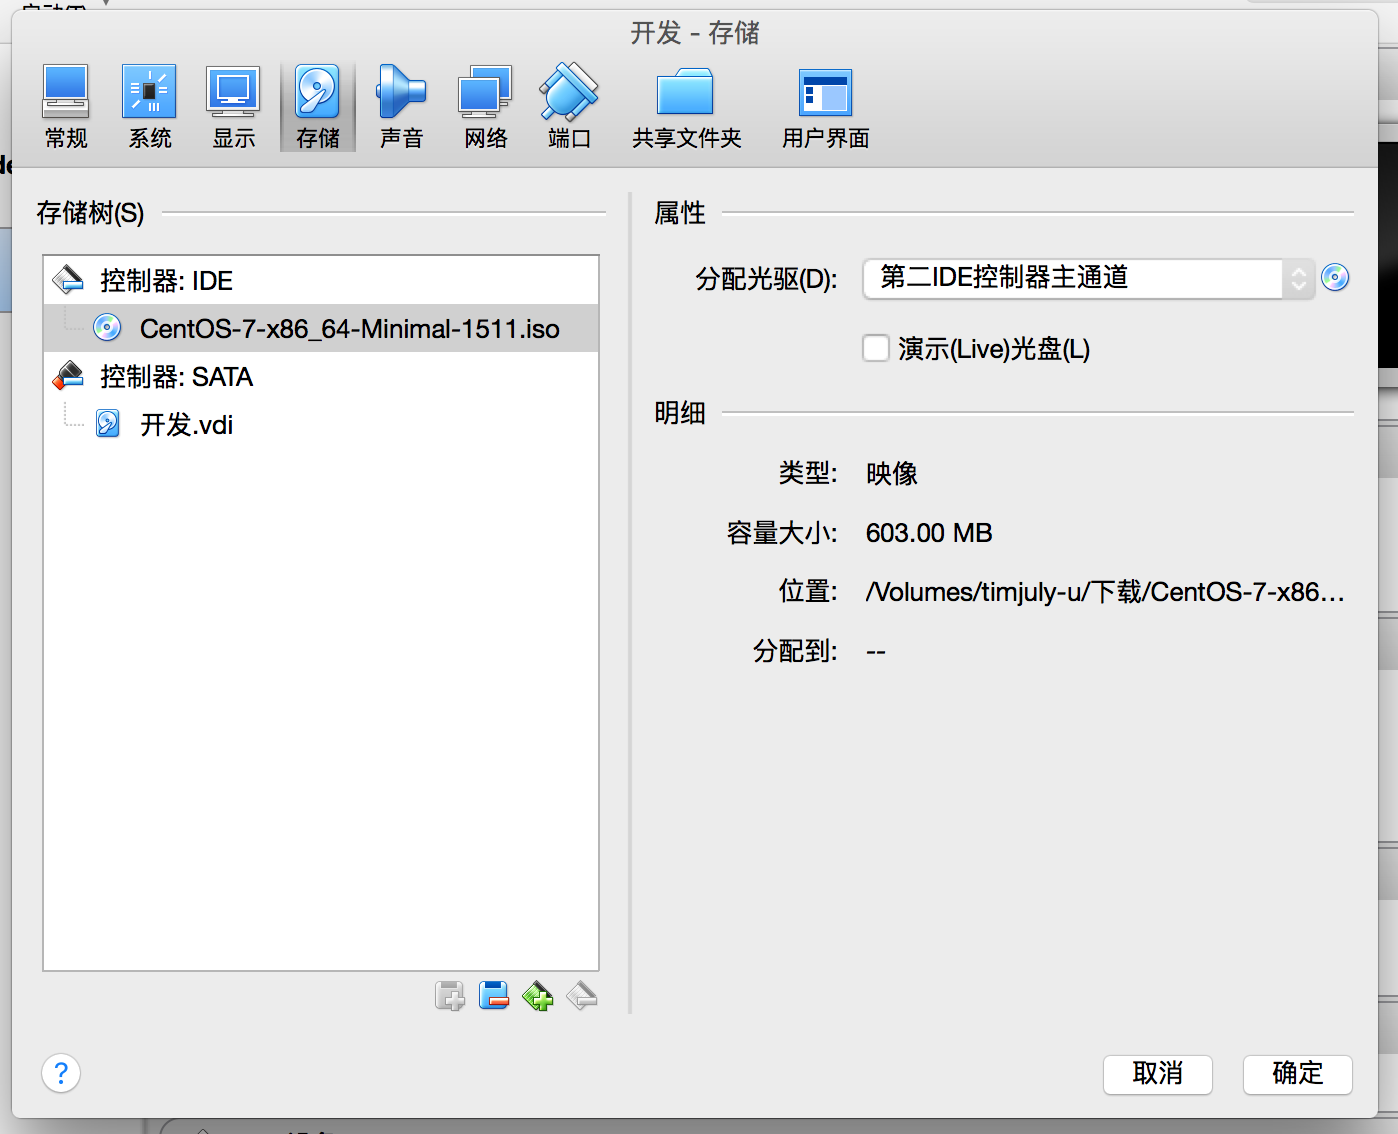 开发 - 存储
常规 系统 显示 存储 声音 网络 端口 共享文件夹 用户界面
存储树(S)
控制器: IDE
CentOS-7-x86_64-Minimal-1511.iso
控制器: SATA
开发.vdi
属性
分配光驱(D): 第二IDE控制器主通道
演示(Live)光盘(L)
明细
类型: 映像
容量大小: 603.00 MB
位置: /Volumes/timjuly-u/下载/CentOS-7-x86...
分配到: --
?
取消 确定